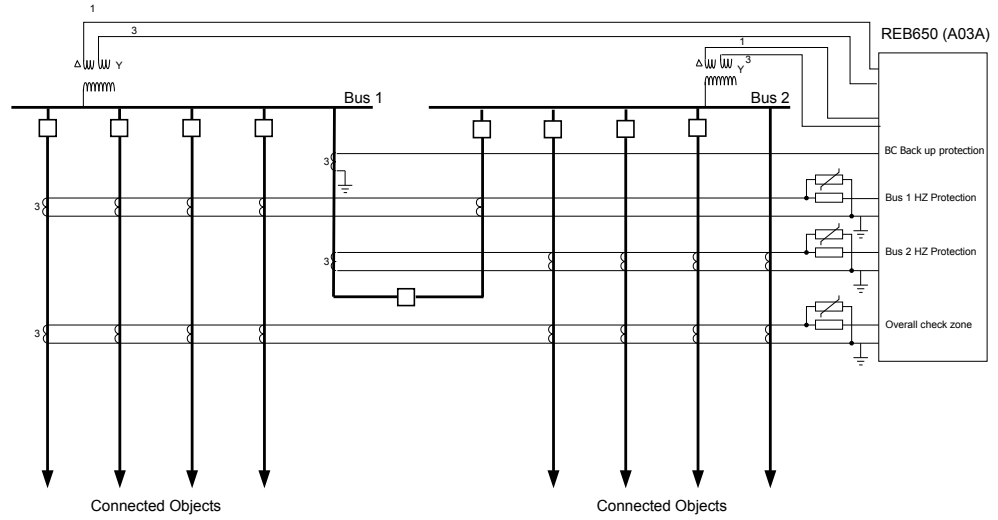 1
3
REB650 (A03A)
Δ Y
1
3
Δ Y
Bus 1
Bus 2
3
BC Back up protection
3
Bus 1 HZ Protection
3
Bus 2 HZ Protection
3
Overall check zone
Connected Objects
Connected Objects